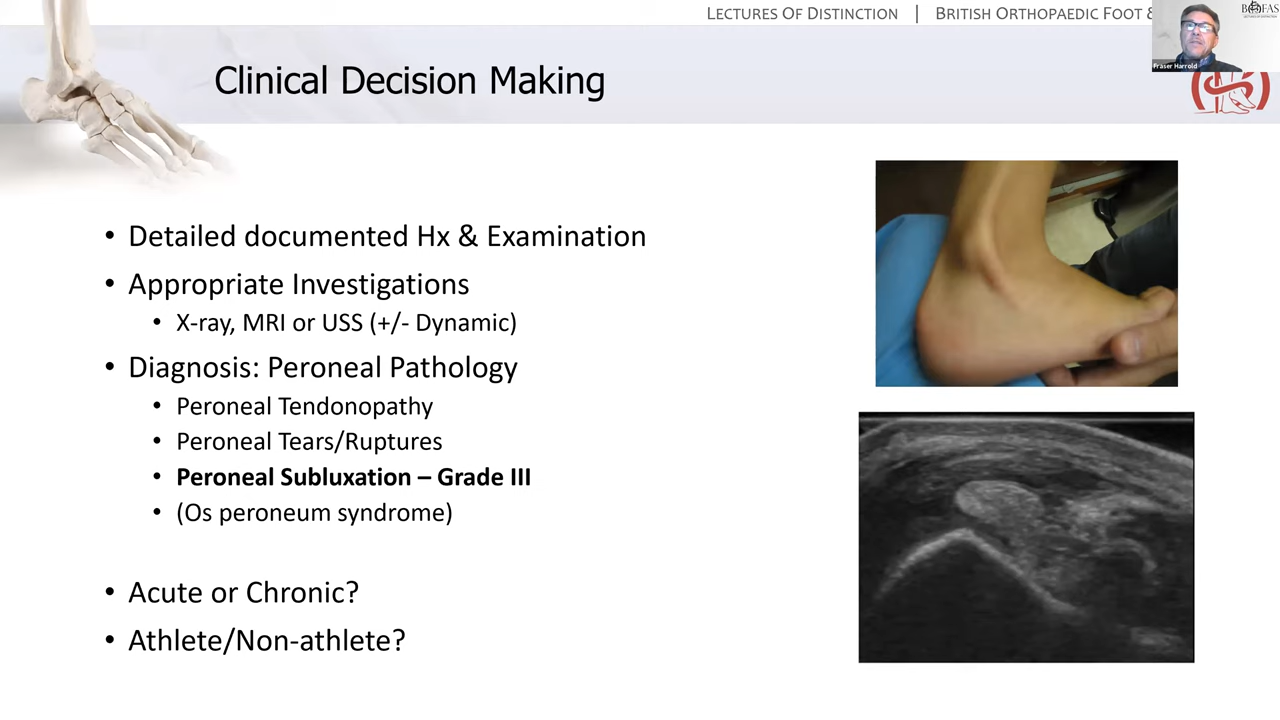 LECTURES OF DISTINCTION | BRITISH ORTHOPAEDIC FOOT &
Fraser Harrold
Clinical Decision Making
• Detailed documented Hx & Examination
• Appropriate Investigations
• X-ray, MRI or USS (+/- Dynamic)
• Diagnosis: Peroneal Pathology
• Peroneal Tendonopathy
• Peroneal Tears/Ruptures
• Peroneal Subluxation – Grade III
• (Os peroneum syndrome)
• Acute or Chronic?
• Athlete/Non-athlete?